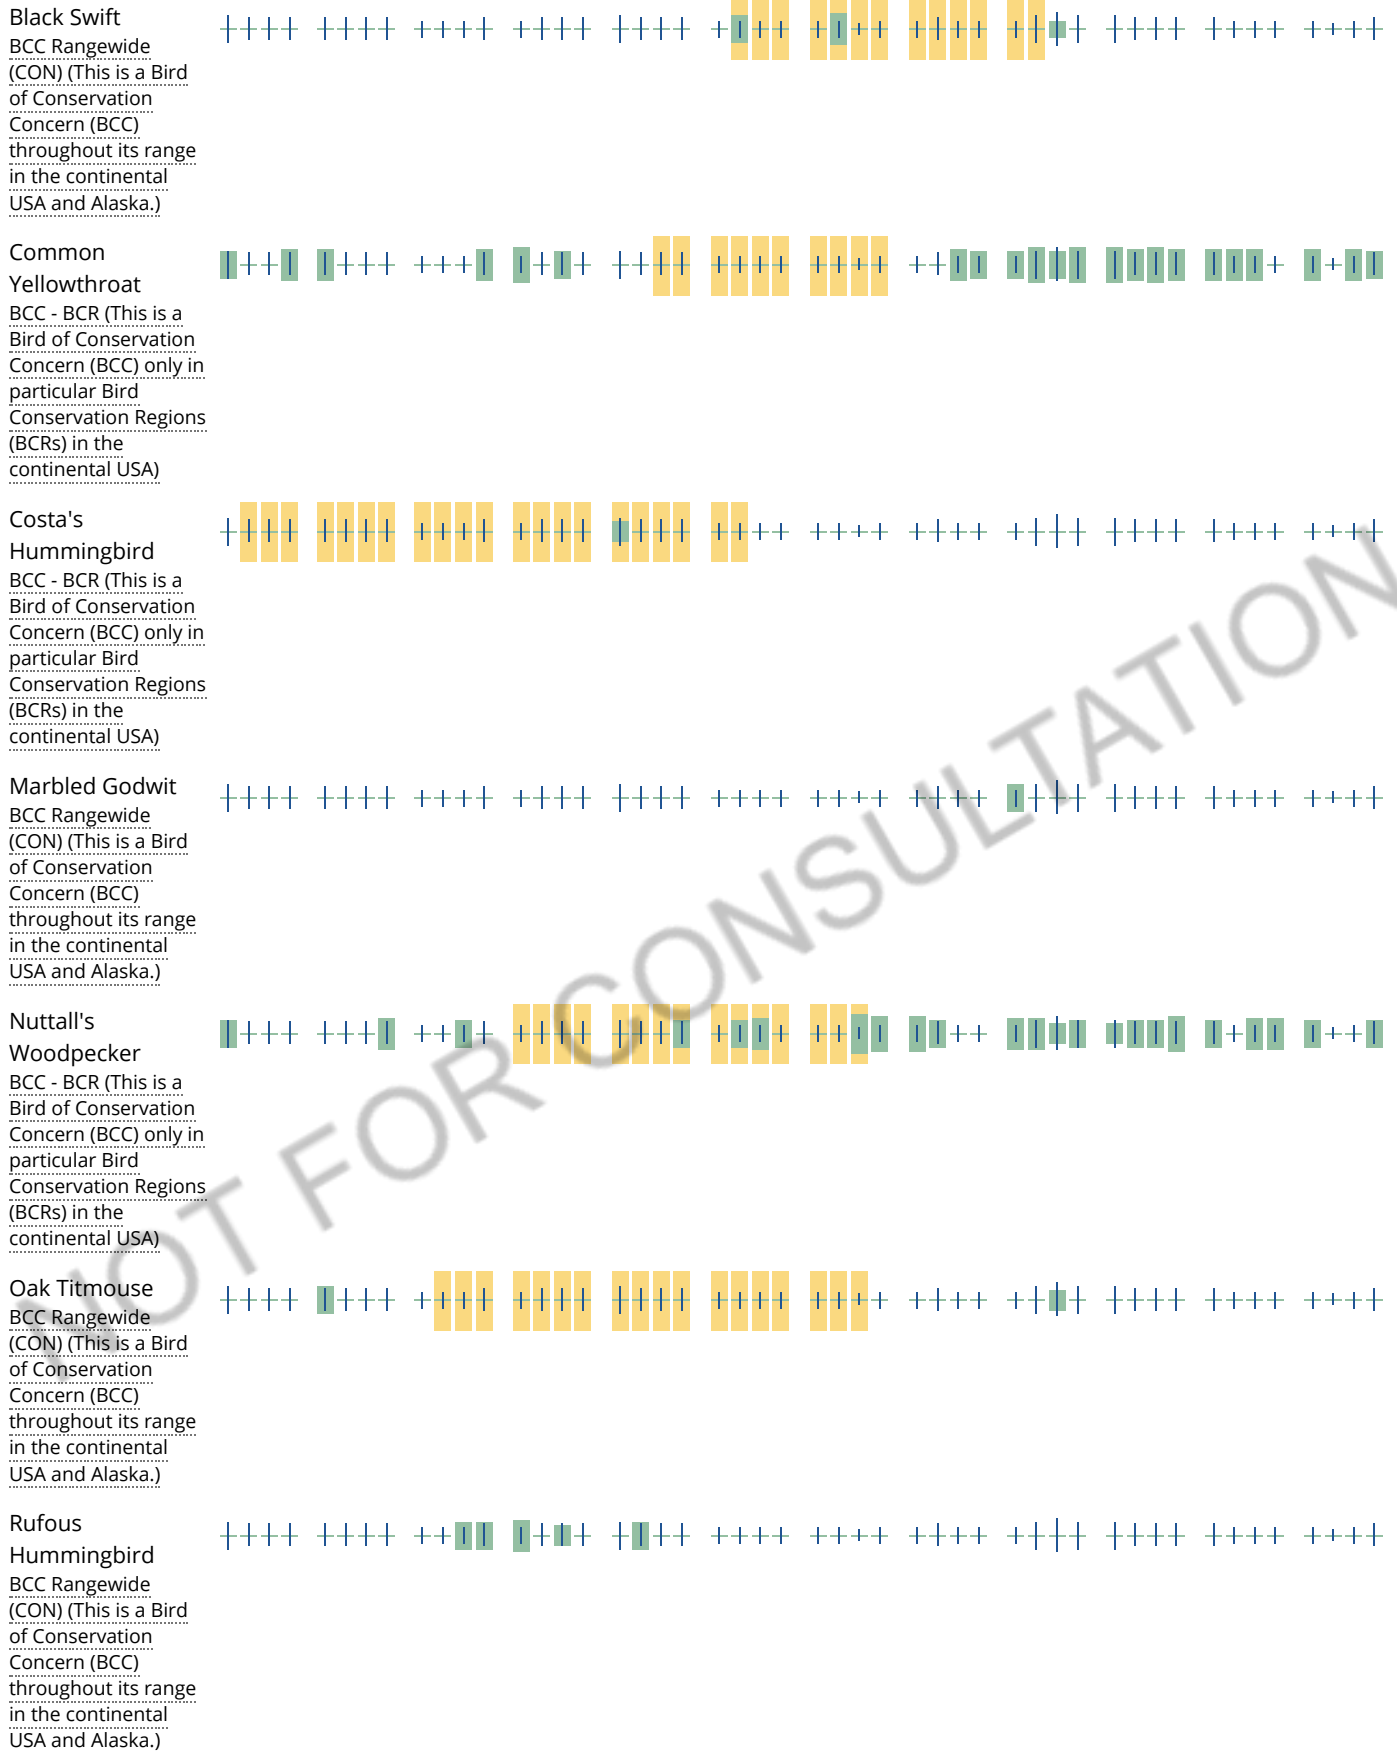 Black Swift
BCC Rangewide
(CON) (This is a Bird
of Conservation
Concern (BCC)
throughout its range
in the continental
USA and Alaska.)
Common
Yellowthroat
BCC - BCR (This is a
Bird of Conservation
Concern (BCC) only in
particular Bird
Conservation Regions
(BCRs) in the
continental USA)
Costa's
Hummingbird
BCC - BCR (This is a
Bird of Conservation
Concern (BCC) only in
particular Bird
Conservation Regions
(BCRs) in the
continental USA)
Marbled Godwit
BCC Rangewide
(CON) (This is a Bird
of Conservation
Concern (BCC)
throughout its range
in the continental
USA and Alaska.)
Nuttall's
Woodpecker
BCC - BCR (This is a
Bird of Conservation
Concern (BCC) only in
particular Bird
Conservation Regions
(BCRs) in the
continental USA)
Oak Titmouse
BCC Rangewide
(CON) (This is a Bird
of Conservation
Concern (BCC)
throughout its range
in the continental
USA and Alaska.)
Rufous
Hummingbird
BCC Rangewide
(CON) (This is a Bird
of Conservation
Concern (BCC)
throughout its range
in the continental
USA and Alaska.)
NOT FOR CONSULTATION